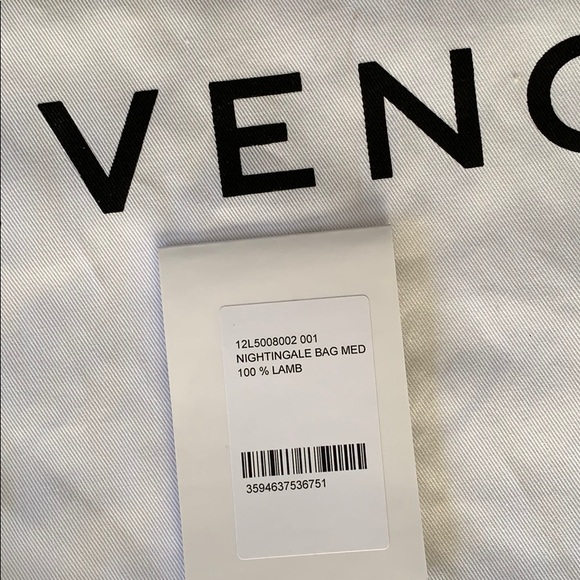 VENC
12L5008002 001
NIGHTINGALE BAG MED
100 % LAMB
3594637536751